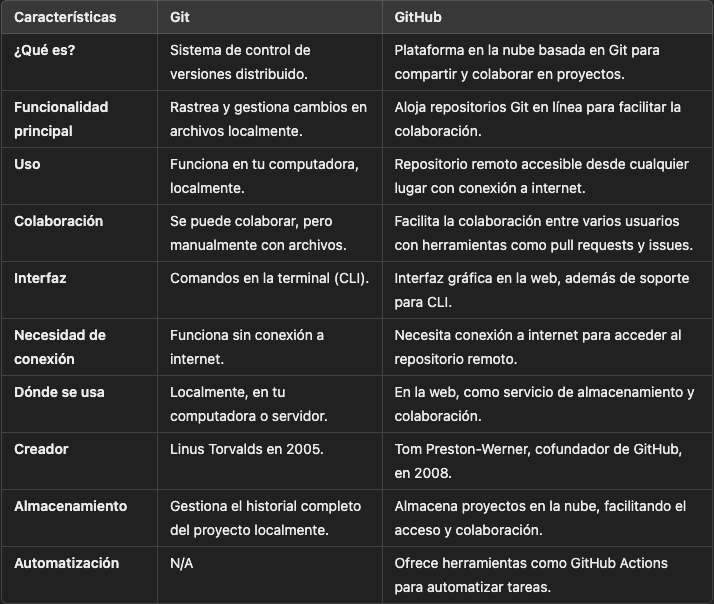 Características Git GitHub
¿Qué es? Sistema de control de Plataforma en la nube basada en Git para
versiones distribuido. compartir y colaborar en proyectos.
Funcionalidad Rastrea y gestiona cambios en Aloja repositorios Git en línea para facilitar la
principal archivos localmente. colaboración.
Uso Funciona en tu computadora, Repositorio remoto accesible desde cualquier
localmente. lugar con conexión a internet.
Colaboración Se puede colaborar, pero Facilita la colaboración entre varios usuarios
manualmente con archivos. con herramientas como pull requests y issues.
Interfaz Comandos en la terminal (CLI). Interfaz gráfica en la web, además de soporte
para CLI.
Necesidad de Funciona sin conexión a Necesita conexión a internet para acceder al
conexión internet. repositorio remoto.
Dónde se usa Localmente, en tu En la web, como servicio de almacenamiento y
computadora o servidor. colaboración.
Creador Linus Torvalds en 2005. Tom Preston-Werner, cofundador de GitHub,
en 2008.
Almacenamiento Gestiona el historial completo Almacena proyectos en la nube, facilitando el
del proyecto localmente. acceso y colaboración.
Automatización N/A Ofrece herramientas como GitHub Actions
para automatizar tareas.